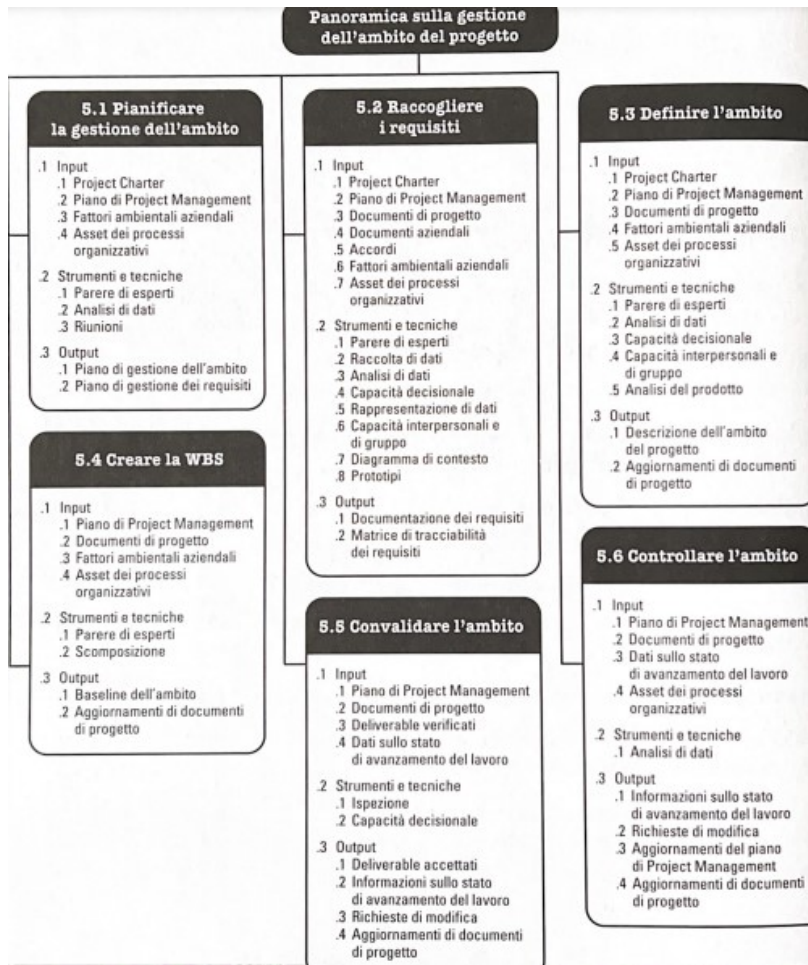 Panoramica sulla gestione
dell'ambito del progetto
5.1 Pianificare
la gestione dell'ambito
.1 Input
.1 Project Charter
.2 Piano di Project Management
.3 Fattori ambientali aziendali
.4 Asset dei processi
organizzativi
.2 Strumenti e tecniche
.1 Parere di esperti
.2 Analisi di dati
.3 Riunioni
.3 Output
.1 Piano di gestione dell'ambito
.2 Piano di gestione dei requisiti
5.2 Raccogliere
i requisiti
.1 Input
.1 Project Charter
.2 Piano di Project Management
.3 Documenti di progetto
.4 Documenti aziendali
.5 Accordi
.6 Fattori ambientali aziendali
.7 Asset dei processi
organizzativi
.2 Strumenti e tecniche
.1 Parere di esperti
.2 Raccolta di dati
.3 Analisi di dati
.4 Capacità decisionale
.5 Rappresentazione di dati
.6 Capacità interpersonali e
di gruppo
.7 Diagramma di contesto
.8 Prototipi
.3 Output
.1 Documentazione dei requisiti
.2 Matrice di tracciabilità
dei requisiti
5.3 Definire l'ambito
.1 Input
.1 Project Charter
.2 Piano di Project Management
.3 Documenti di progetto
.4 Fattori ambientali aziendali
.5 Asset dei processi
organizzativi
.2 Strumenti e tecniche
.1 Parere di esperti
.2 Analisi di dati
.3 Capacità decisionale
.4 Capacità interpersonali e
di gruppo
.5 Analisi del prodotto
.3 Output
.1 Descrizione dell'ambito
del progetto
.2 Aggiornamenti di documenti
di progetto
5.4 Creare la WBS
.1 Input
.1 Piano di Project Management
.2 Documenti di progetto
.3 Fattori ambientali aziendali
.4 Asset dei processi
organizzativi
.2 Strumenti e tecniche
.1 Parere di esperti
.2 Scomposizione
.3 Output
.1 Baseline dell'ambito
.2 Aggiornamenti di documenti
di progetto
5.5 Convalidare l'ambito
.1 Input
.1 Piano di Project Management
.2 Documenti di progetto
.3 Deliverable verificati
.4 Dati sullo stato
di avanzamento del lavoro
.2 Strumenti e tecniche
.1 Ispezione
.2 Capacità decisionale
.3 Output
.1 Deliverable accettati
.2 Informazioni sullo stato
di avanzamento del lavoro
.3 Richieste di modifica
.4 Aggiornamenti di documenti
di progetto
5.6 Controllare l'ambito
.1 Input
.1 Piano di Project Management
.2 Documenti di progetto
.3 Dati sullo stato
di avanzamento del lavoro
.4 Asset dei processi
organizzativi
.2 Strumenti e tecniche
.1 Analisi di dati
.3 Output
.1 Informazioni sullo stato
di avanzamento del lavoro
.2 Richieste di modifica
.3 Aggiornamenti del piano
di Project Management
.4 Aggiornamenti di documenti
di progetto